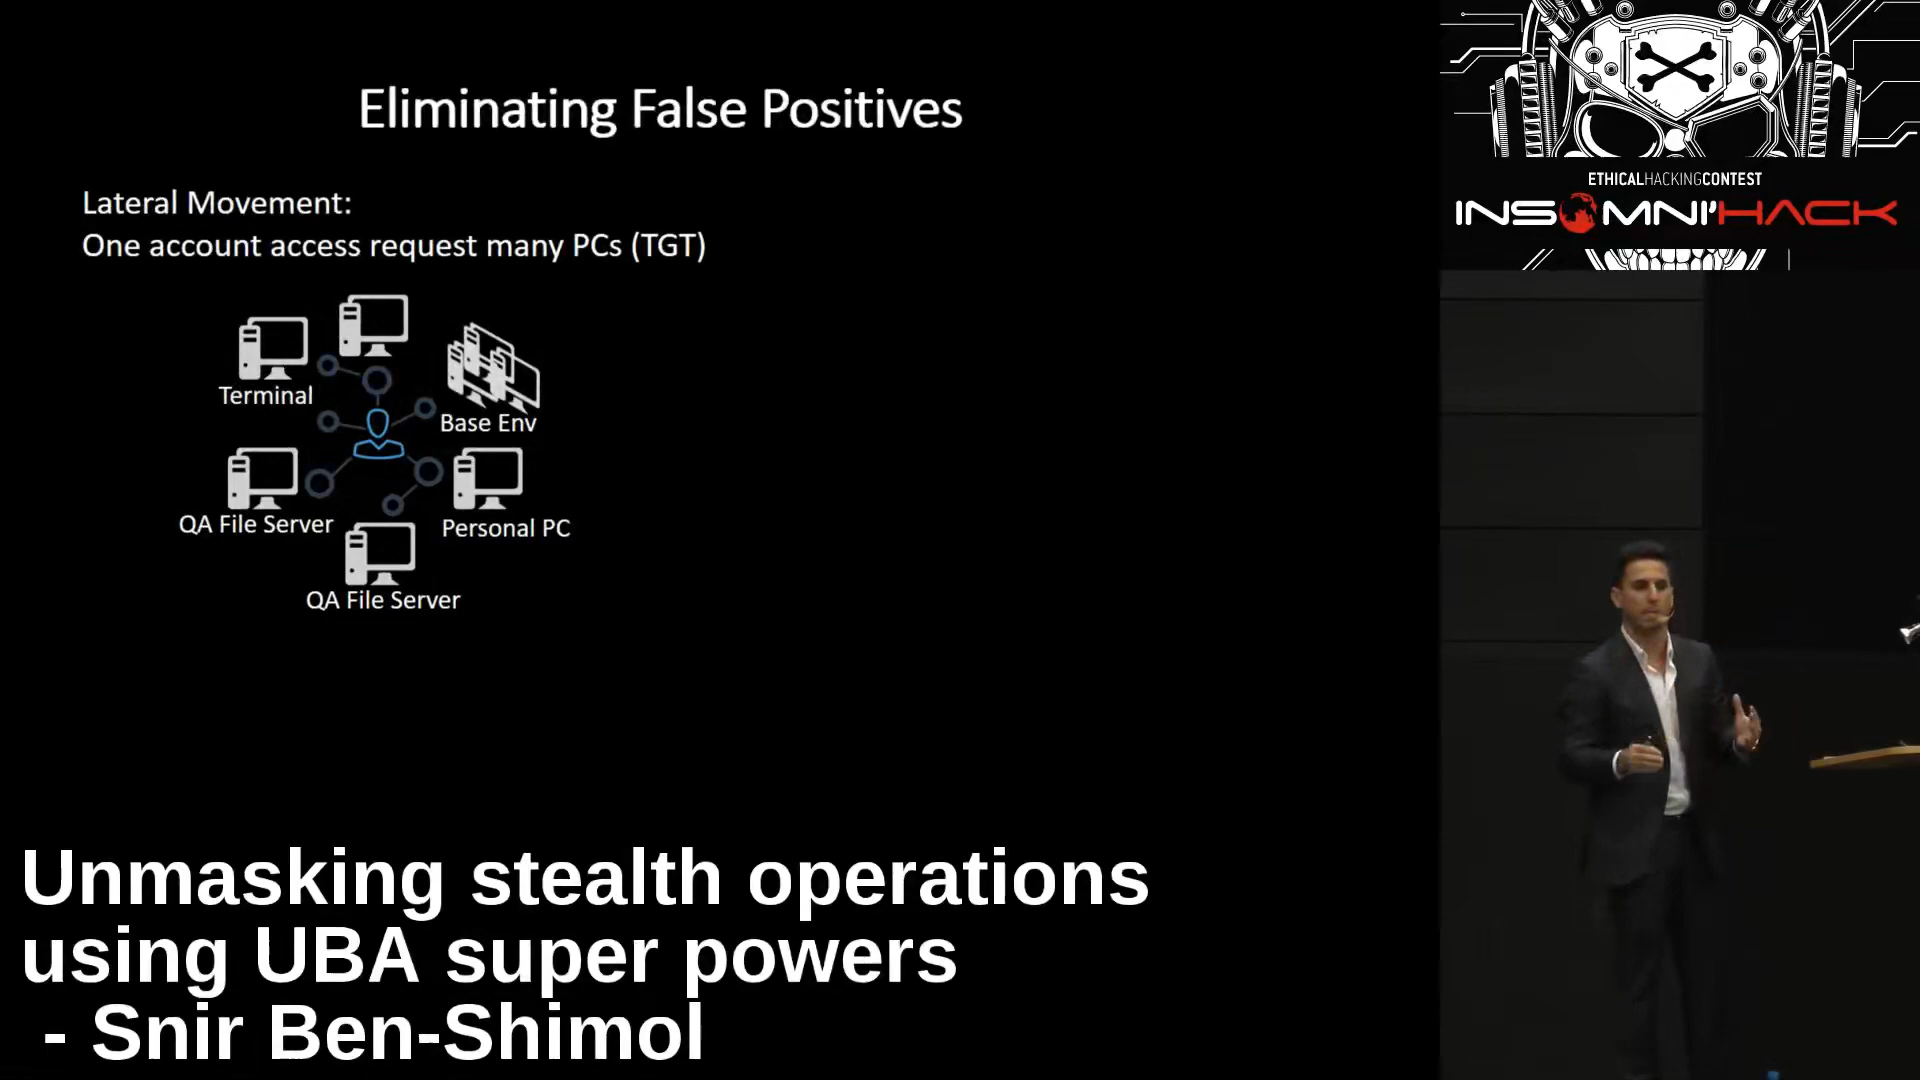 Eliminating False Positives
Lateral Movement:
One account access request many PCs (TGT)
Terminal
Base Env
QA File Server
Personal PC
QA File Server
ETHICALHACKINGCONTEST
INSOMNI'HACK
Unmasking stealth operations
using UBA super powers
- Snir Ben-Shimol